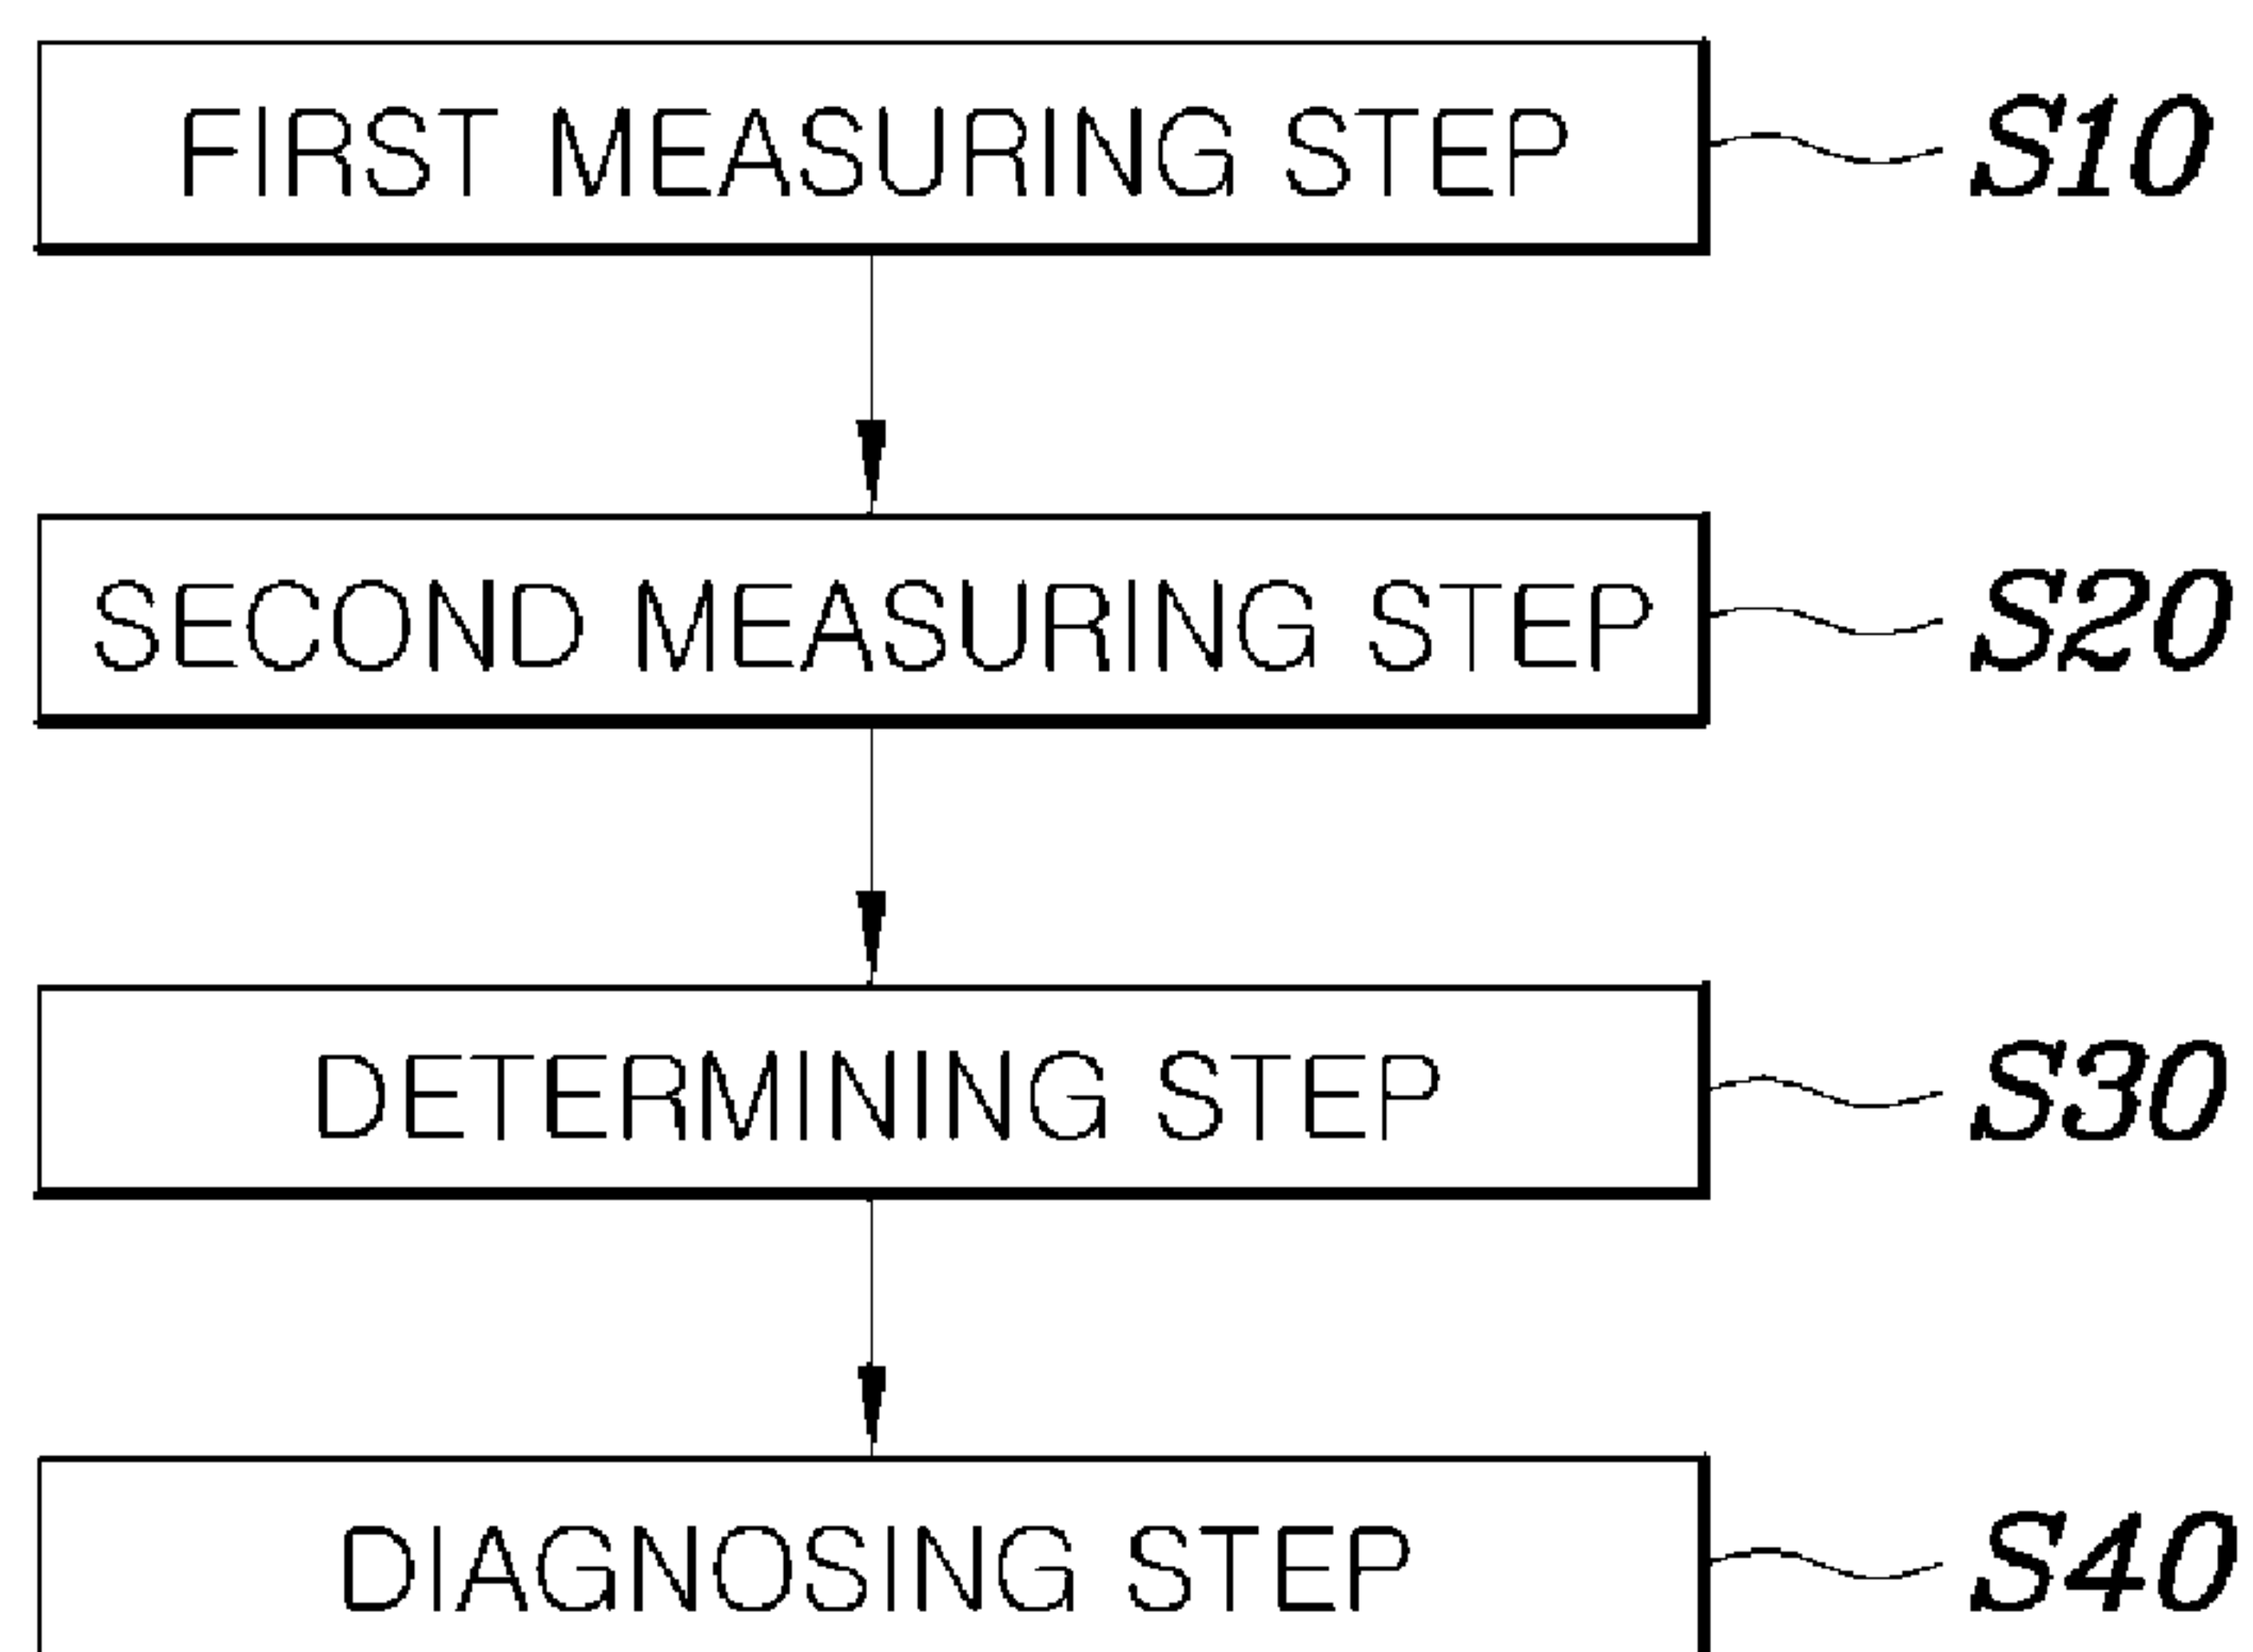 FIRST MEASURING STEP S10
SECOND MEASURING STEP S20
DETERMINING STEP S30
DIAGNOSING STEP S40